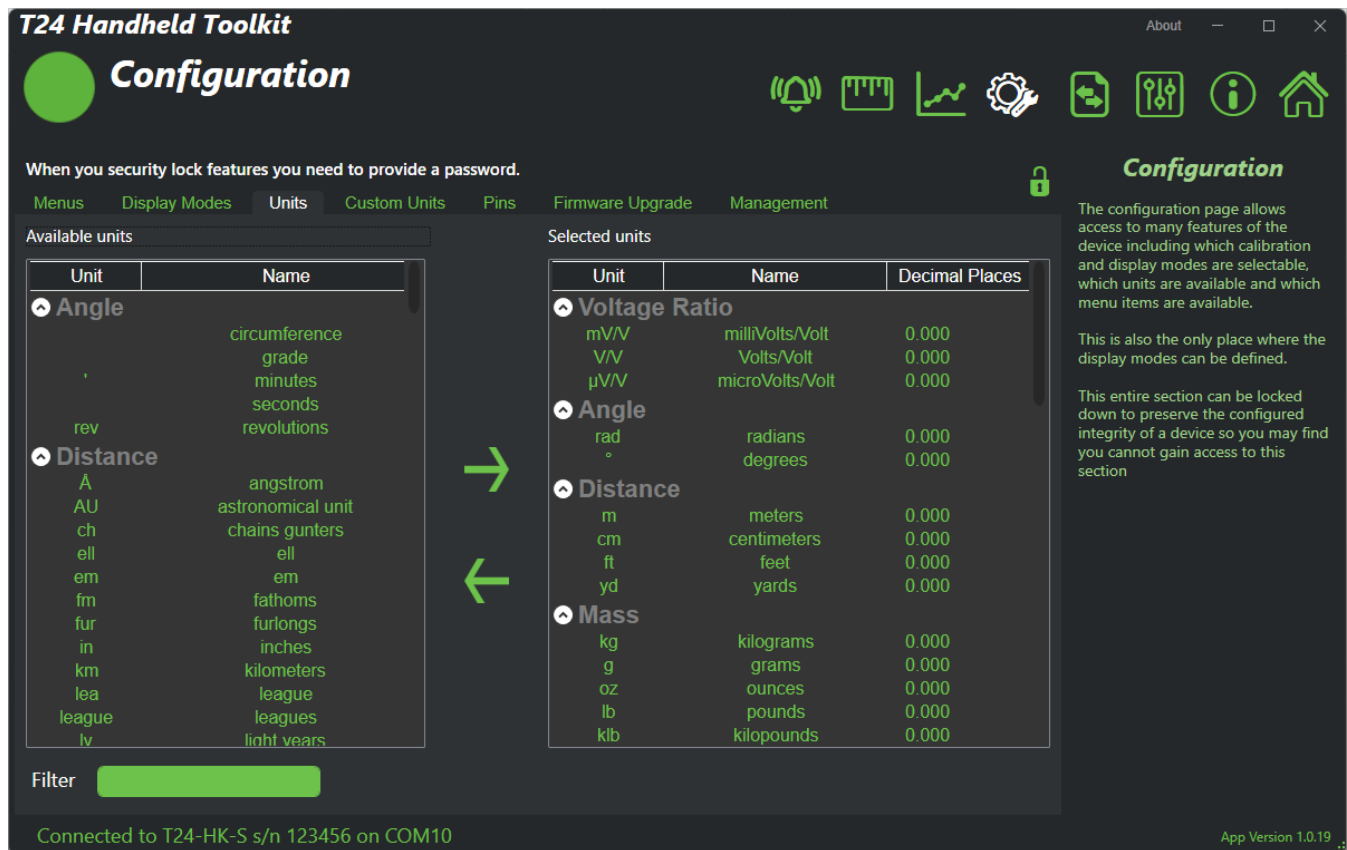 T24 Handheld Toolkit
About
Configuration
When you security lock features you need to provide a password.
Menus Display Modes Units Custom Units Pins Firmware Upgrade Management
Available units
Unit Name
Angle
circumference
grade
' minutes
seconds
rev revolutions
Distance
Å angstrom
AU astronomical unit
ch chains gunters
ell ell
em em
fm fathoms
fur furlongs
in inches
km kilometers
lea league
league leagues
ly light years
Filter
Selected units
Unit Name Decimal Places
Voltage Ratio
mV/V milliVolts/Volt 0.000
V/V Volts/Volt 0.000
µV/V microVolts/Volt 0.000
Angle
rad radians 0.000
° degrees 0.000
Distance
m meters 0.000
cm centimeters 0.000
ft feet 0.000
yd yards 0.000
Mass
kg kilograms 0.000
g grams 0.000
oz ounces 0.000
lb pounds 0.000
klb kilopounds 0.000
Configuration
The configuration page allows
access to many features of the
device including which calibration
and display modes are selectable,
which units are available and which
menu items are available.
This is also the only place where the
display modes can be defined.
This entire section can be locked
down to preserve the configured
integrity of a device so you may find
you cannot gain access to this
section
Connected to T24-HK-S s/n 123456 on COM10
App Version 1.0.19